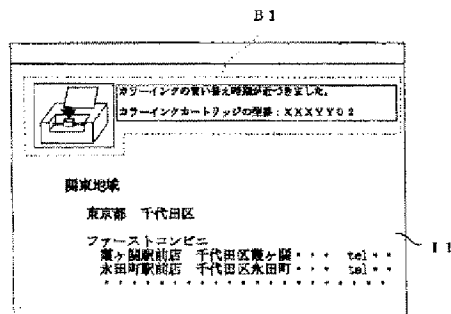 B1
カラーインクの買い替え時期が近づきました。
カラーインクカートリッジの型番：XXXYY02
関東地域
東京都 千代田区
ファーストコンビニ
霞ヶ関駅前店 千代田区霞ヶ関＊＊＊ tel＊＊
永田町駅前店 千代田区永田町＊＊＊ tel＊＊
＊＊＊＊＊＊＊＊＊＊＊＊＊＊＊＊＊＊＊
I1